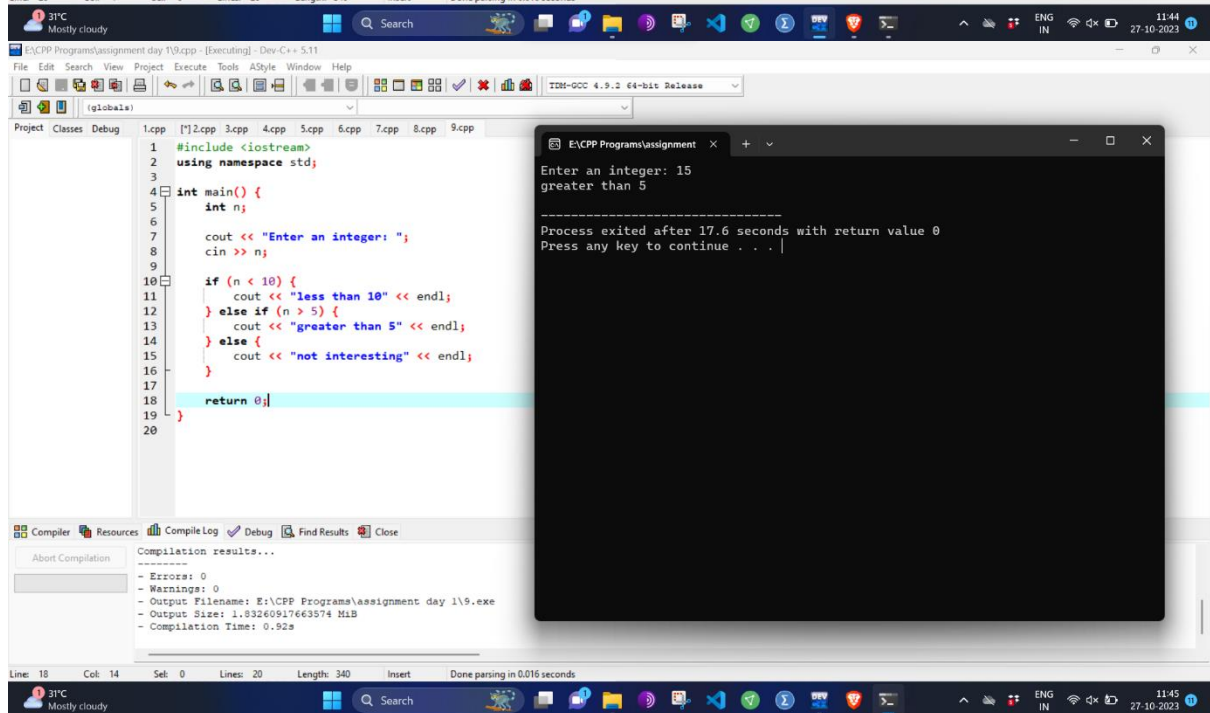 31°C
Mostly cloudy
Search
ENG
IN
11:44
27-10-2023
E:\CPP Programs\assignment day 1\9.cpp - [Executing] - Dev-C++ 5.11
File Edit Search View Project Execute Tools AStyle Window Help
TDM-GCC 4.9.2 64-bit Release
(globals)
Project Classes Debug
1.cpp [*] 2.cpp 3.cpp 4.cpp 5.cpp 6.cpp 7.cpp 8.cpp 9.cpp
1 #include <iostream>
2 using namespace std;
3
4 int main() {
5 int n;
6
7 cout << "Enter an integer: ";
8 cin >> n;
9
10 if (n < 10) {
11 cout << "less than 10" << endl;
12 } else if (n > 5) {
13 cout << "greater than 5" << endl;
14 } else {
15 cout << "not interesting" << endl;
16 }
17
18 return 0;
19 }
20
E:\CPP Programs\assignment
Enter an integer: 15
greater than 5
--------------------------------
Process exited after 17.6 seconds with return value 0
Press any key to continue . . .
Compiler Resources Compile Log Debug Find Results Close
Abort Compilation
Compilation results...
--------
- Errors: 0
- Warnings: 0
- Output Filename: E:\CPP Programs\assignment day 1\9.exe
- Output Size: 1.83260917663574 MiB
- Compilation Time: 0.92s
Line: 18 Col: 14 Sel: 0 Lines: 20 Length: 340 Insert Done parsing in 0.016 seconds
31°C
Mostly cloudy
Search
ENG
IN
11:45
27-10-2023